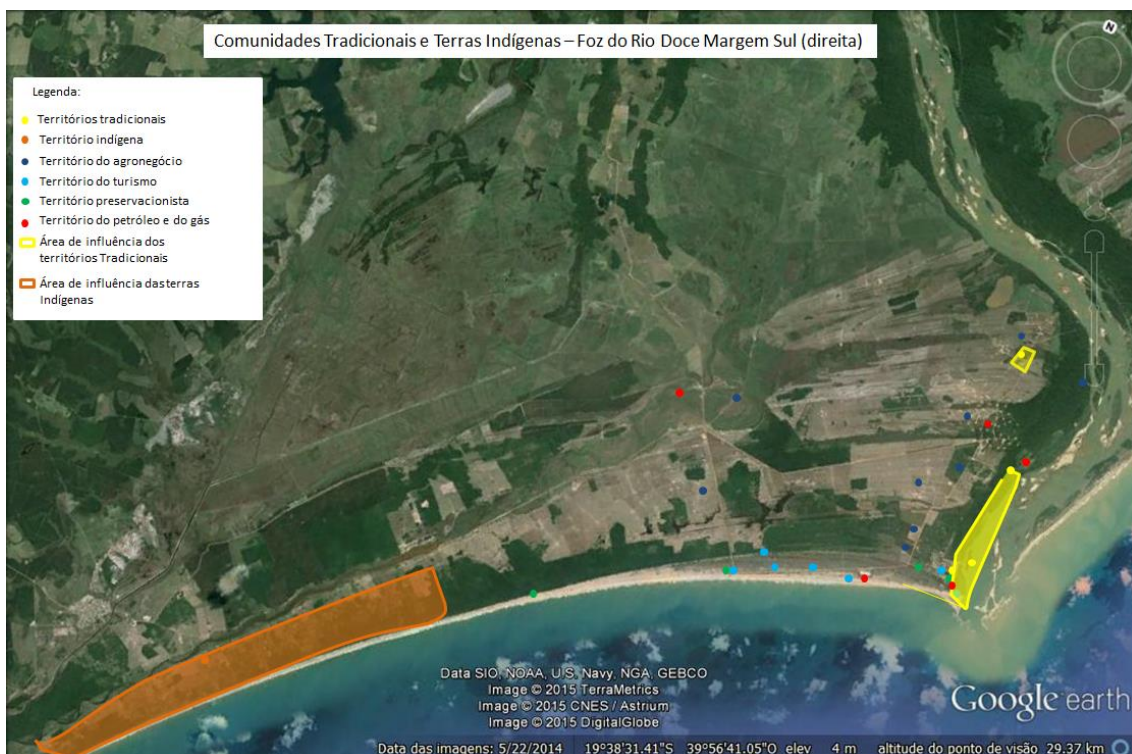 Comunidades Tradicionais e Terras Indígenas – Foz do Rio Doce Margem Sul (direita)
N
Legenda:
Territórios tradicionais
Território indígena
Território do agronegócio
Território do turismo
Território preservacionista
Território do petróleo e do gás
Área de influência dos
territórios Tradicionais
Área de influência das terras
Indígenas
Data SIO, NOAA, U.S. Navy, NGA, GEBCO
Image © 2015 TerraMetrics
Image © 2015 CNES / Astrium
Image © 2015 DigitalGlobe
Google earth
Data das imagens: 5/22/2014 19°38'31.41"S 39°56'41.05"O elev 4 m altitude do ponto de visão 29.37 km